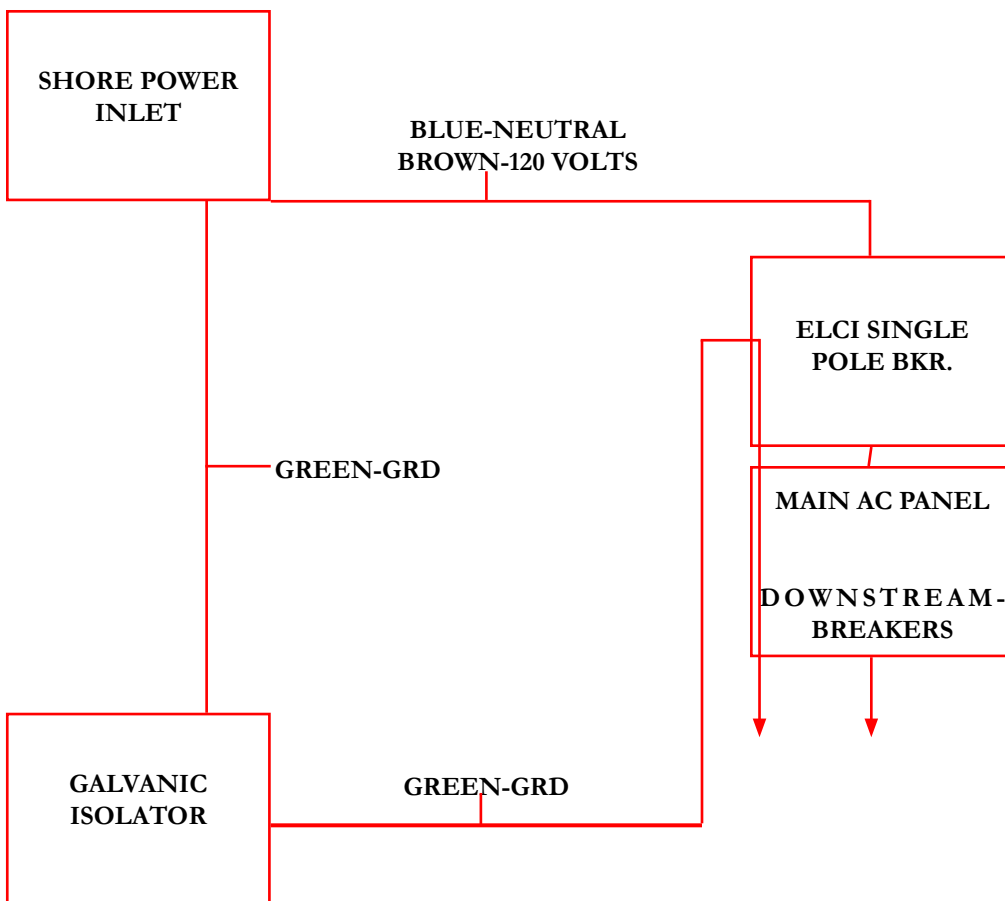 SHORE POWER
INLET
BLUE-NEUTRAL
BROWN-120 VOLTS
ELCI SINGLE
POLE BKR.
GREEN-GRD
MAIN AC PANEL
DOWNSTREAM-
BREAKERS
GALVANIC
ISOLATOR
GREEN-GRD